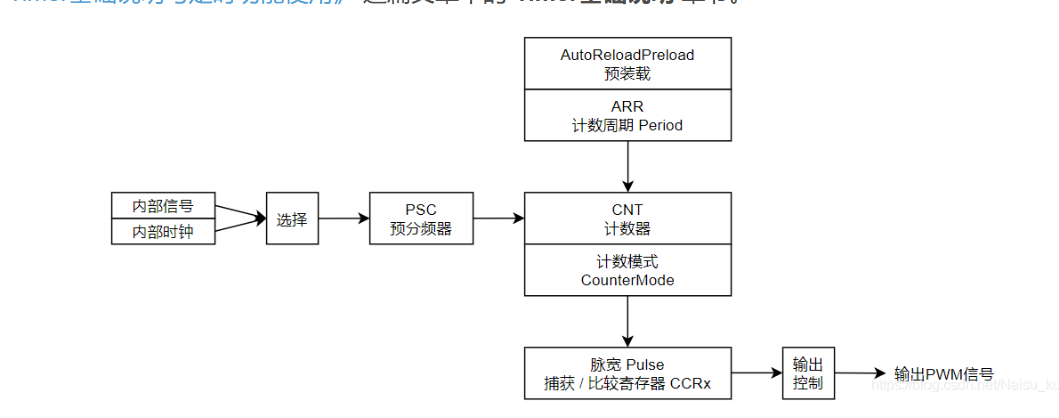 AutoReloadPreload
预装载
ARR
计数周期 Period
内部信号
内部时钟
选择
PSC
预分频器
CNT
计数器
计数模式
CounterMode
脉宽 Pulse
捕获 / 比较寄存器 CCRx
输出
控制
输出PWM信号
https://blog.csdn.net/Naisu_ku